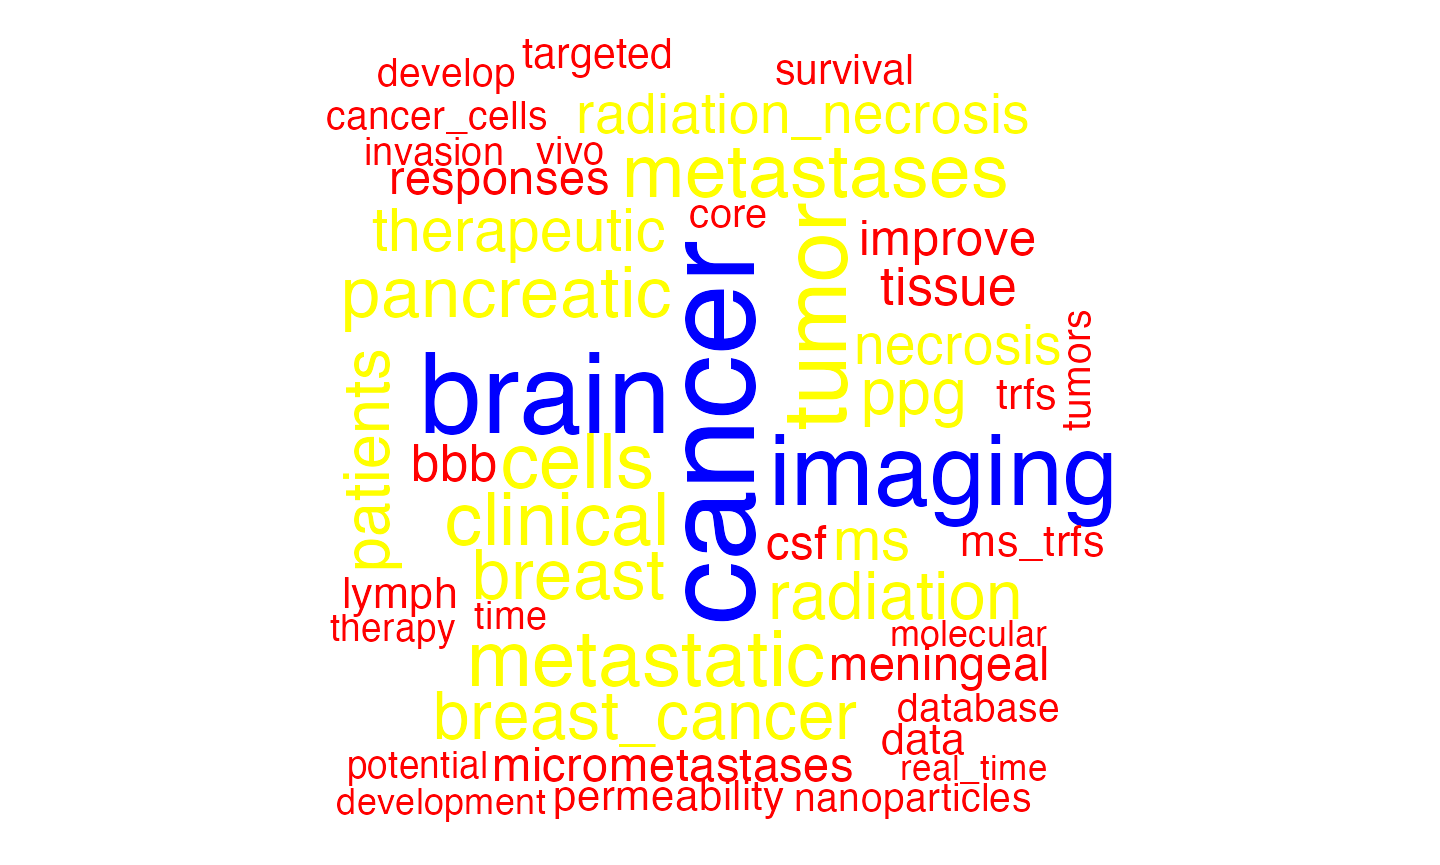 targeted
develop
survival
cancer_cells
radiation_necrosis
invasion
vivo
responses
metastases
core
therapeutic
tumor
improve
pancreatic
tissue
cancer
necrosis
tumors
patients
brain
ppg
trfs
bbb
cells
imaging
clinical
csf
ms
ms_trfs
breast
lymph
radiation
therapy
time
molecular
metastatic
meningeal
breast_cancer
database
data
potential
micrometastases
real_time
development
permeability
nanoparticles